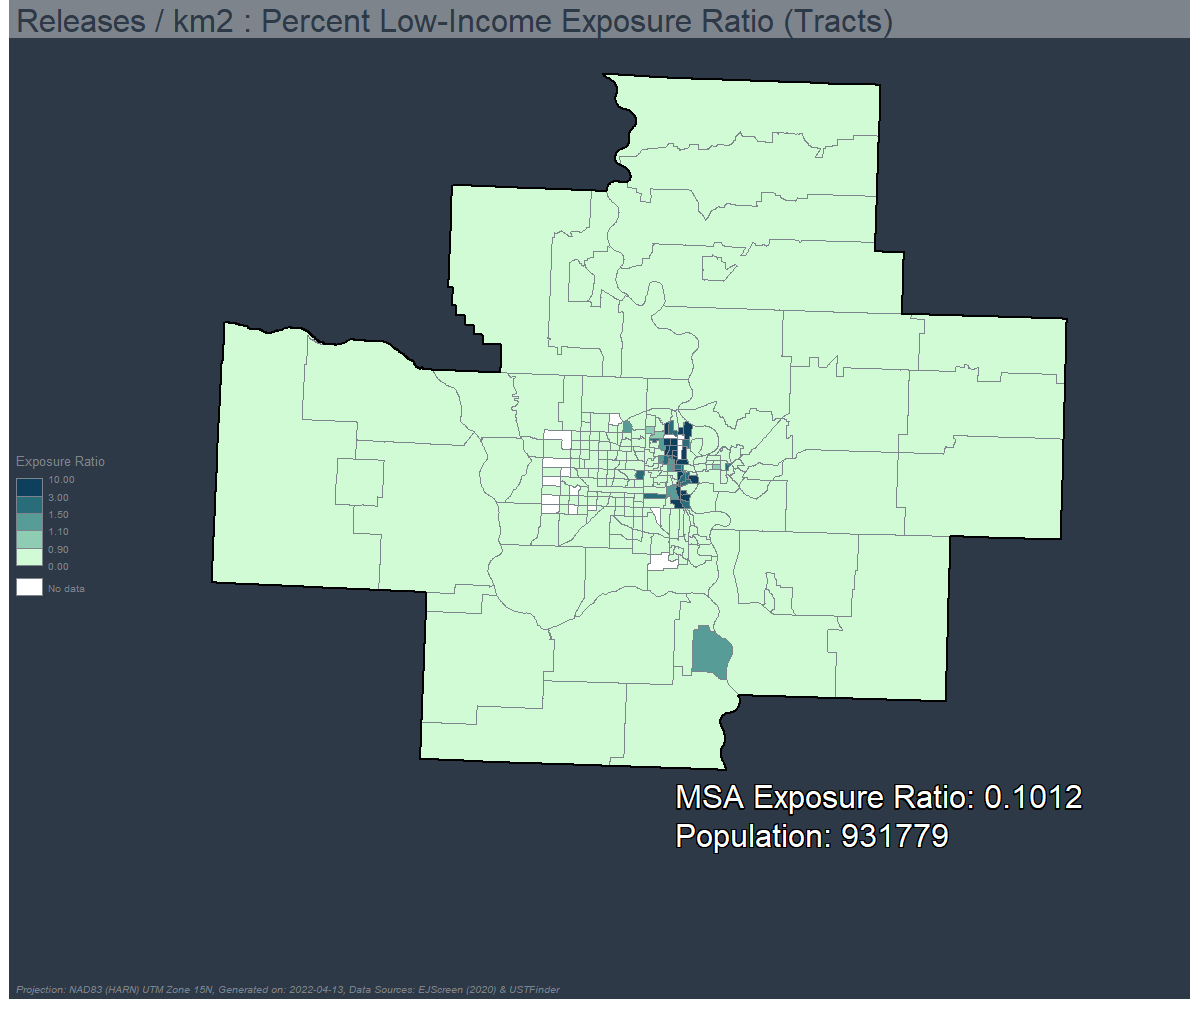 Releases / km2 : Percent Low-Income Exposure Ratio (Tracts)
Exposure Ratio
10.00
3.00
1.50
1.10
0.90
0.00
No data
MSA Exposure Ratio: 0.1012
Population: 931779
Projection: NAD83 (HARN) UTM Zone 15N, Generated on: 2022-04-13, Data Sources: EJScreen (2020) & USTFinder